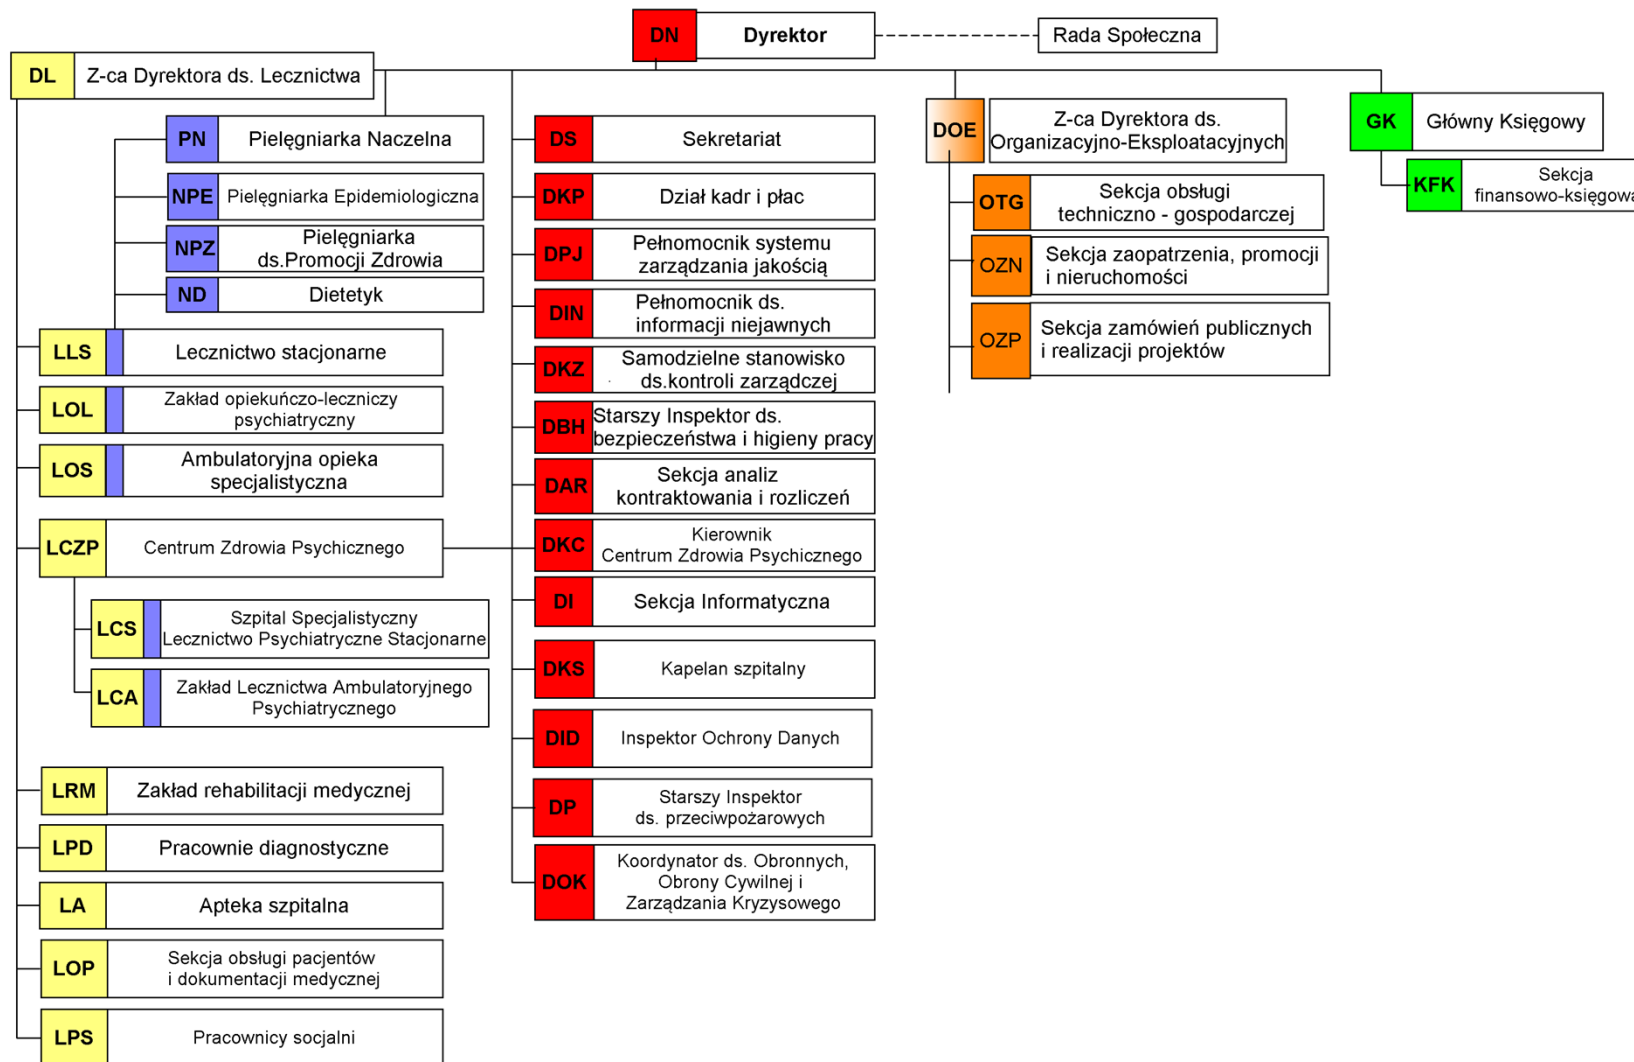 DN Dyrektor
Rada Społeczna
DL Z-ca Dyrektora ds. Lecznictwa
PN Pielęgniarka Naczelna
NPE Pielęgniarka Epidemiologiczna
NPZ Pielęgniarka
ds.Promocji Zdrowia
ND Dietetyk
LLS Lecznictwo stacjonarne
LOL Zakład opiekuńczo-leczniczy
psychiatryczny
LOS Ambulatoryjna opieka
specjalistyczna
LCZP Centrum Zdrowia Psychicznego
LCS Szpital Specjalistyczny
Lecznictwo Psychiatryczne Stacjonarne
LCA Zakład Lecznictwa Ambulatoryjnego
Psychiatrycznego
LRM Zakład rehabilitacji medycznej
LPD Pracownie diagnostyczne
LA Apteka szpitalna
LOP Sekcja obsługi pacjentów
i dokumentacji medycznej
LPS Pracownicy socjalni
DS Sekretariat
DKP Dział kadr i płac
DPJ Pełnomocnik systemu
zarządzania jakością
DIN Pełnomocnik ds.
informacji niejawnych
DKZ Samodzielne stanowisko
ds.kontroli zarządczej
DBH Starszy Inspektor ds.
bezpieczeństwa i higieny pracy
DAR Sekcja analiz
kontraktowania i rozliczeń
DKC Kierownik
Centrum Zdrowia Psychicznego
DI Sekcja Informatyczna
DKS Kapelan szpitalny
DID Inspektor Ochrony Danych
DP Starszy Inspektor
ds. przeciwpożarowych
DOK Koordynator ds. Obronnych,
Obrony Cywilnej i
Zarządzania Kryzysowego
DOE Z-ca Dyrektora ds.
Organizacyjno-Eksploatacyjnych
OTG Sekcja obsługi
techniczno - gospodarczej
OZN Sekcja zaopatrzenia, promocji
i nieruchomości
OZP Sekcja zamówień publicznych
i realizacji projektów
GK Główny Księgowy
KFK Sekcja
finansowo-księgowa